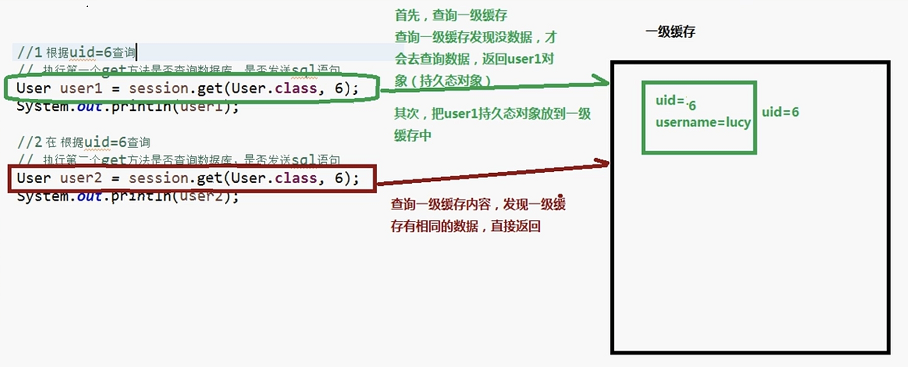 //1 根据uid=6查询
// 执行第一个get方法是否查询数据库，是否发送sql语句
User user1 = session.get(User.class, 6);
System.out.println(user1);
//2 在 根据uid=6查询
// 执行第二个get方法是否查询数据库，是否发送sql语句
User user2 = session.get(User.class, 6);
System.out.println(user2);
首先，查询一级缓存
查询一级缓存发现没数据，才
会去查询数据，返回user1对
象（持久态对象）
其次，把user1持久态对象放到一级
缓存中
查询一级缓存内容，发现一级缓
存有相同的数据，直接返回
一级缓存
uid=6
username=lucy
uid=6